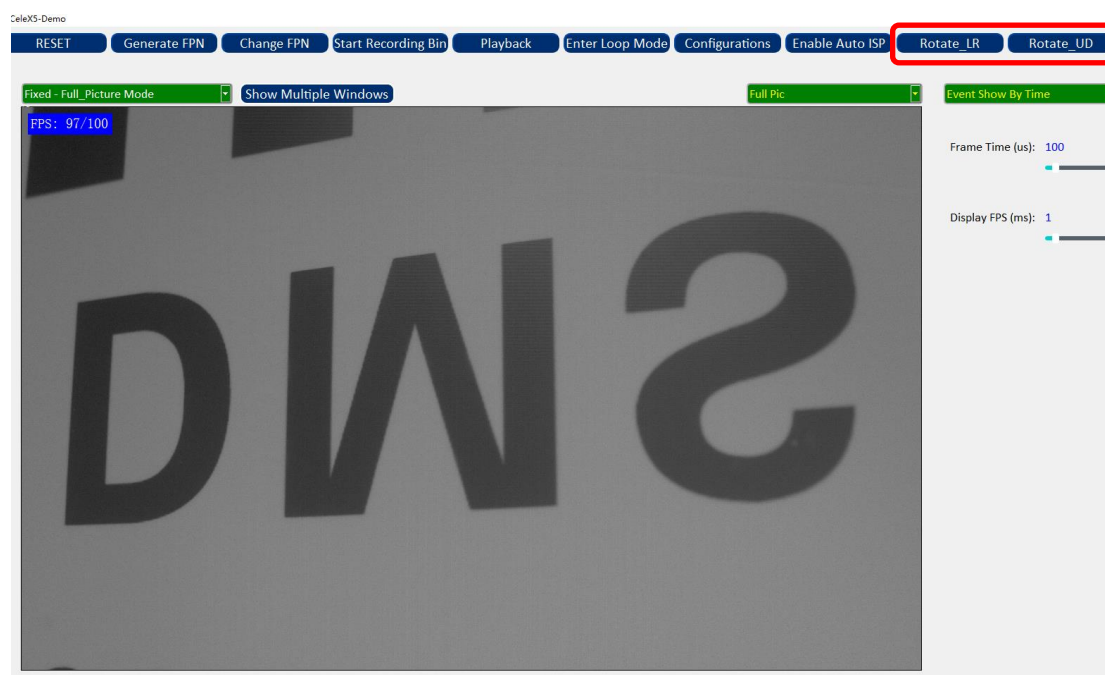 CeleX5-Demo
RESET Generate FPN Change FPN Start Recording Bin Playback Enter Loop Mode Configurations Enable Auto ISP Rotate_LR Rotate_UD
Fixed - Full_Picture Mode Show Multiple Windows Full Pic Event Show By Time
FPS: 97/100
Frame Time (us): 100
Display FPS (ms): 1
DMS